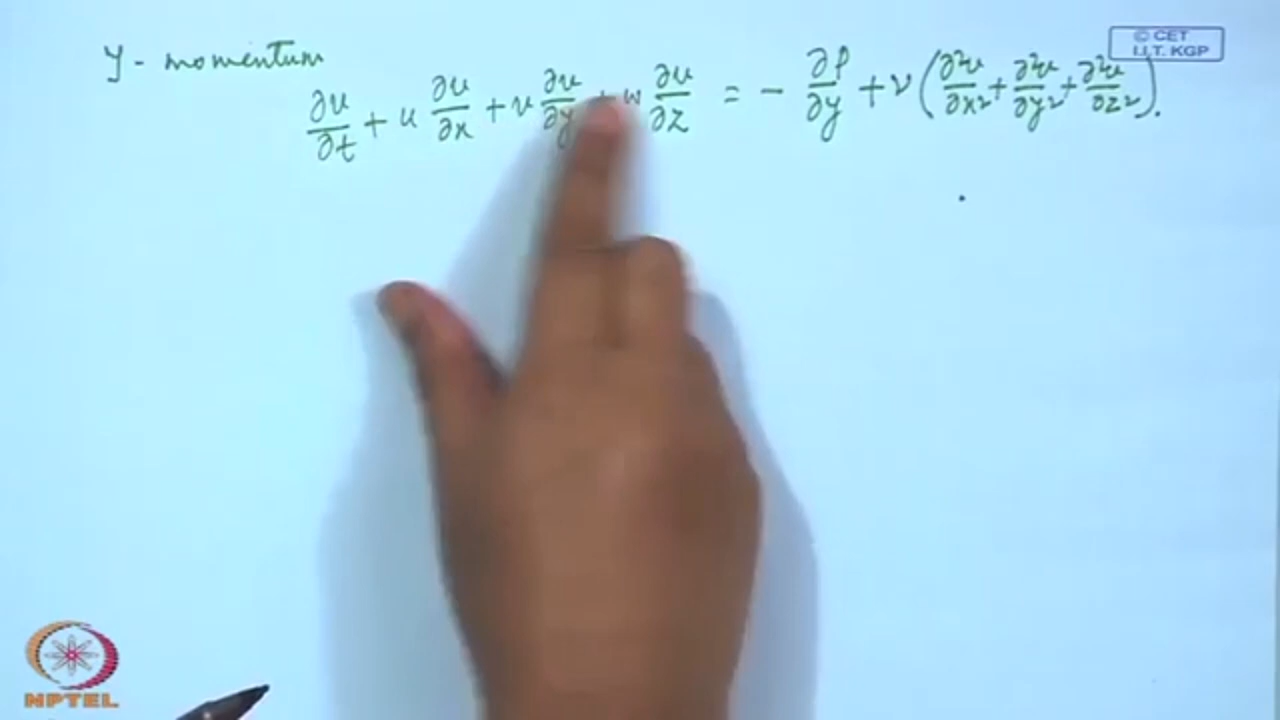 © CET
I.I.T. KGP
Y - momentum
∂v/∂t + u ∂v/∂x + v ∂v/∂y + w ∂v/∂z = - ∂p/∂y + ν (∂²v/∂x² + ∂²v/∂y² + ∂²v/∂z²).
NPTEL